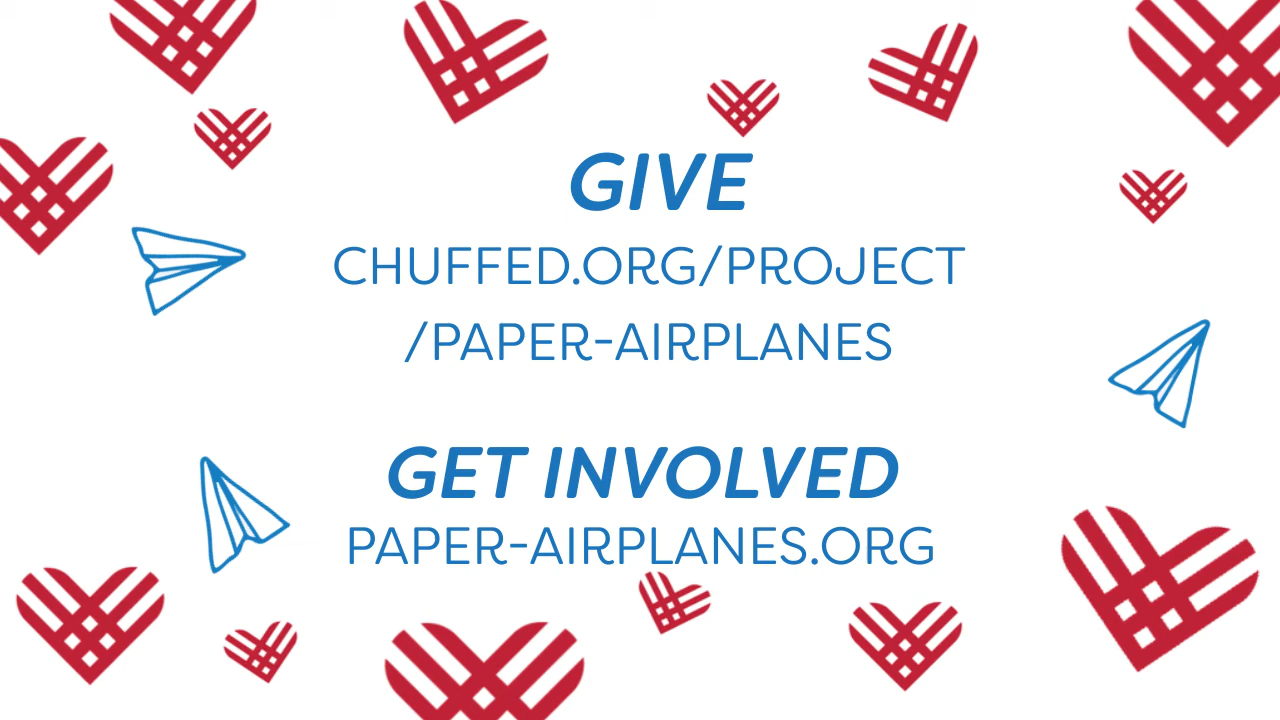 GIVE
CHUFFED.ORG/PROJECT
/PAPER-AIRPLANES
GET INVOLVED
PAPER-AIRPLANES.ORG